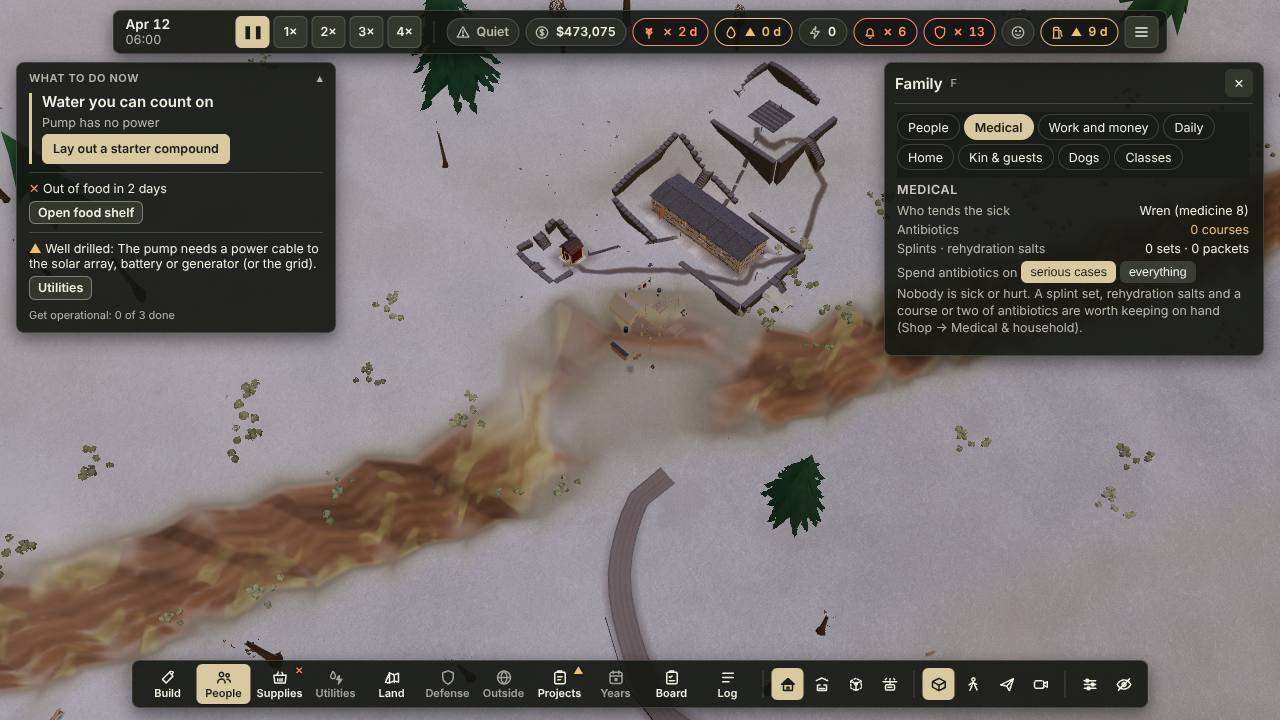 Apr 12
06:00
1×
2×
3×
4×
Quiet
$473,075
× 2 d
▲ 0 d
0
× 6
× 13
▲ 9 d
WHAT TO DO NOW ▲
Water you can count on
Pump has no power
Lay out a starter compound
× Out of food in 2 days
Open food shelf
▲ Well drilled: The pump needs a power cable to
the solar array, battery or generator (or the grid).
Utilities
Get operational: 0 of 3 done
Family F ×
People Medical Work and money Daily
Home Kin & guests Dogs Classes
MEDICAL
Who tends the sick Wren (medicine 8)
Antibiotics 0 courses
Splints · rehydration salts 0 sets · 0 packets
Spend antibiotics on serious cases everything
Nobody is sick or hurt. A splint set, rehydration salts and a
course or two of antibiotics are worth keeping on hand
(Shop → Medical & household).
Build
People
Supplies
Utilities
Land
Defense
Outside
Projects
Years
Board
Log